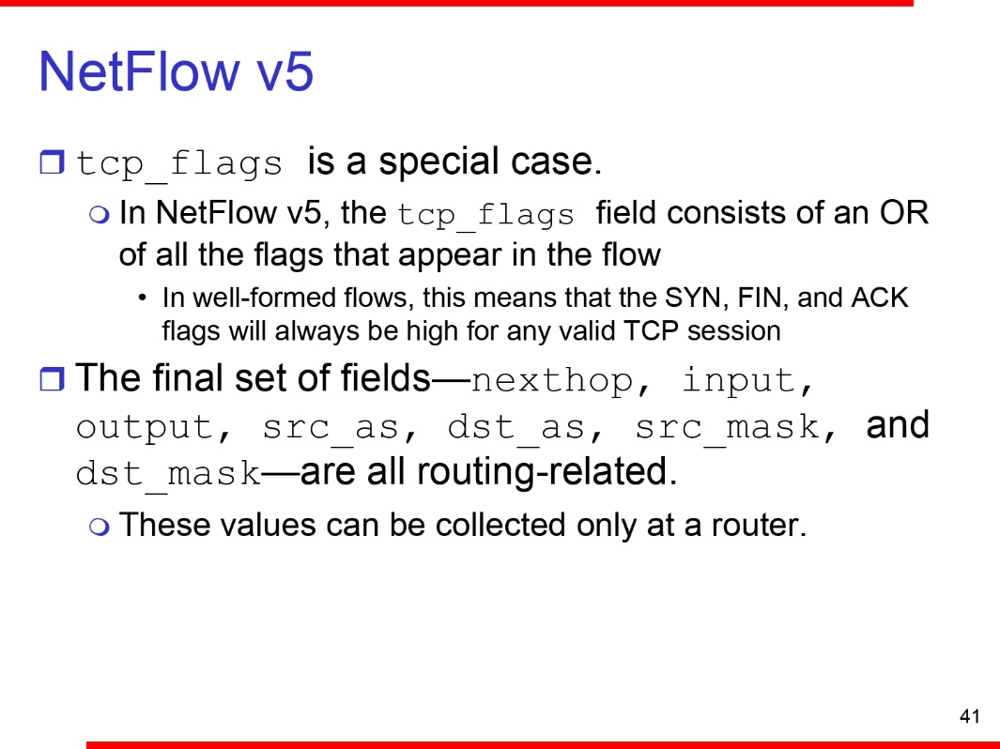 NetFlow v5
❒ tcp_flags is a special case.
❍ In NetFlow v5, the tcp_flags field consists of an OR
of all the flags that appear in the flow
• In well-formed flows, this means that the SYN, FIN, and ACK
flags will always be high for any valid TCP session
❒ The final set of fields—nexthop, input,
output, src_as, dst_as, src_mask, and
dst_mask—are all routing-related.
❍ These values can be collected only at a router.
41